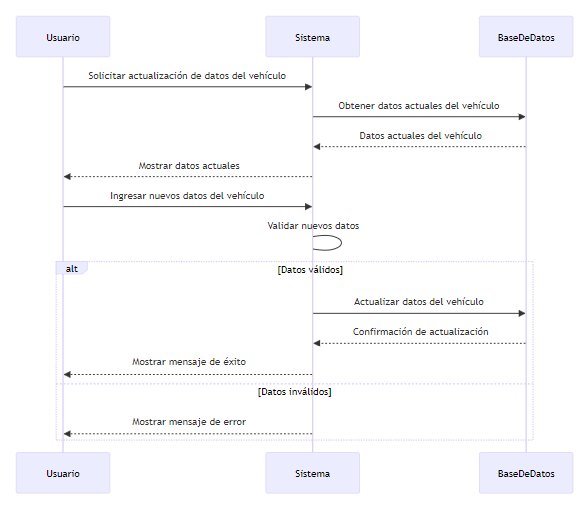 Usuario
Sistema
BaseDeDatos
Solicitar actualización de datos del vehículo
Obtener datos actuales del vehículo
Datos actuales del vehículo
Mostrar datos actuales
Ingresar nuevos datos del vehículo
Validar nuevos datos
alt
[Datos válidos]
Actualizar datos del vehículo
Confirmación de actualización
Mostrar mensaje de éxito
[Datos inválidos]
Mostrar mensaje de error
Usuario
Sistema
BaseDeDatos